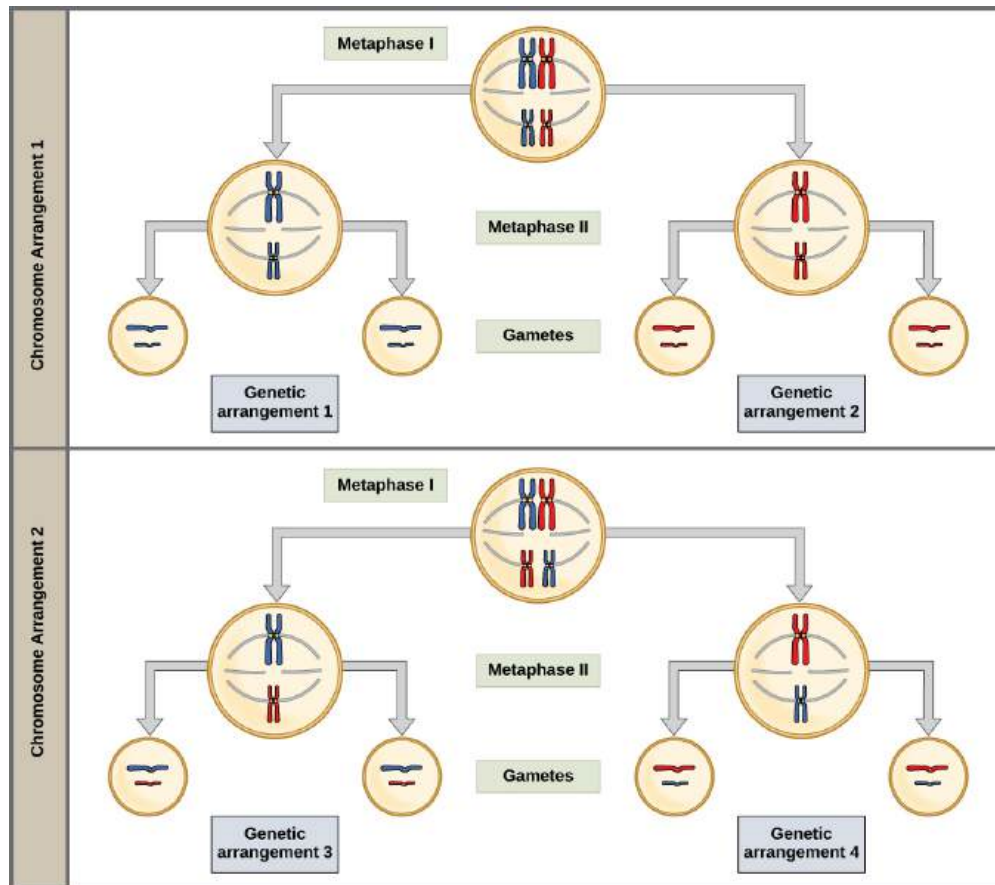 Chromosome Arrangement 1
Metaphase I
Metaphase II
Gametes
Genetic
arrangement 1
Genetic
arrangement 2
Chromosome Arrangement 2
Metaphase I
Metaphase II
Gametes
Genetic
arrangement 3
Genetic
arrangement 4